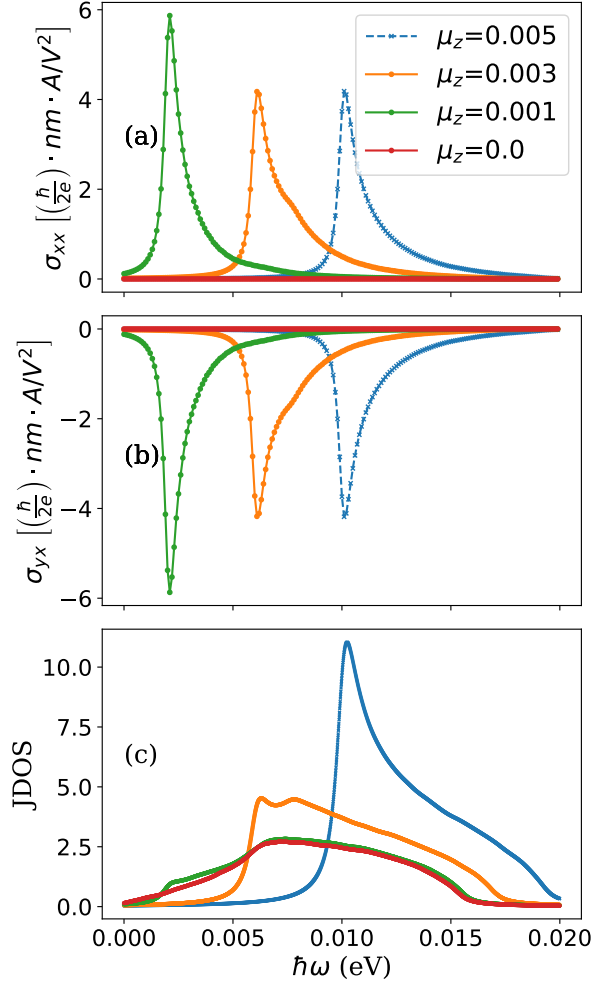 6
4
2
0
σxx [(ħ/2e) · nm · A/V²]
(a)
μz=0.005
μz=0.003
μz=0.001
μz=0.0
0
−2
−4
−6
σyx [(ħ/2e) · nm · A/V²]
(b)
10.0
7.5
5.0
2.5
0.0
JDOS
(c)
0.000 0.005 0.010 0.015 0.020
ħω (eV)